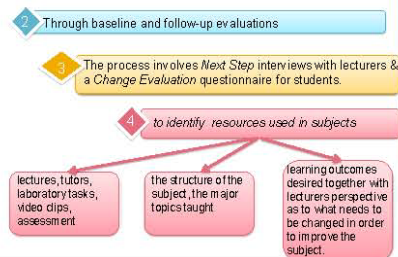 2 Through baseline and follow-up evaluations
3 The process involves Next Step interviews with lecturers &
a Change Evaluation questionnaire for students.
4 to identify resources used in subjects
lectures, tutors,
laboratory tasks,
video clips,
assessment
the structure of the
subject, the major
topics taught
learning outcomes
desired together with
lecturers perspective
as to what needs to
be changed in order
to improve the
subject.